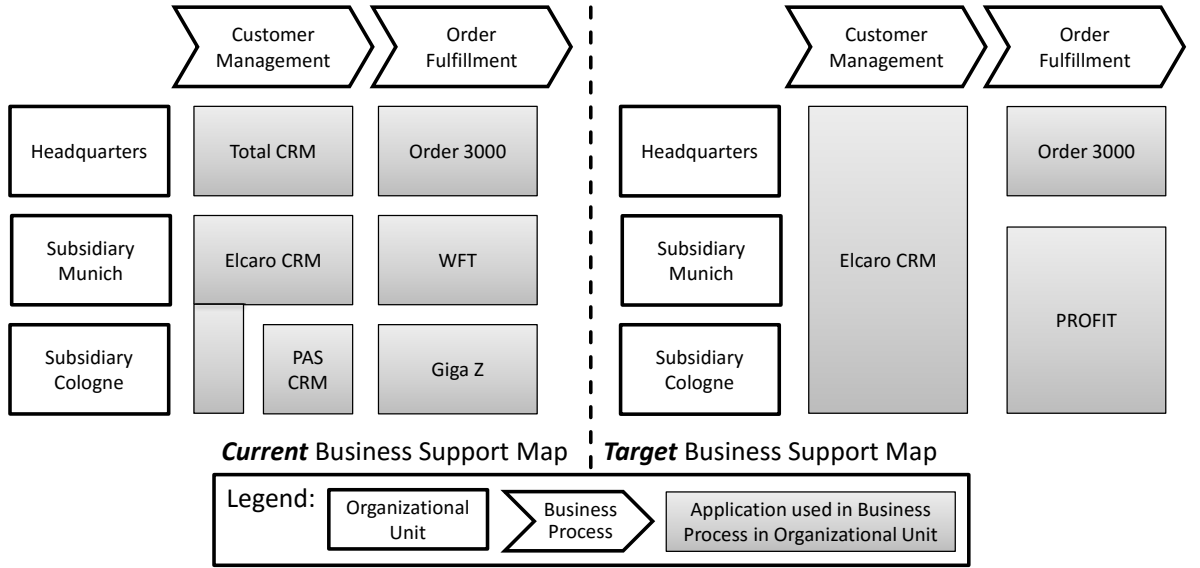 Customer
Management
Order
Fulfillment
Customer
Management
Order
Fulfillment
Headquarters
Total CRM
Order 3000
Headquarters
Order 3000
Subsidiary
Munich
Elcaro CRM
WFT
Subsidiary
Munich
Elcaro CRM
PROFIT
Subsidiary
Cologne
PAS
CRM
Giga Z
Subsidiary
Cologne
Current Business Support Map
Target Business Support Map
Legend:
Organizational
Unit
Business
Process
Application used in Business
Process in Organizational Unit